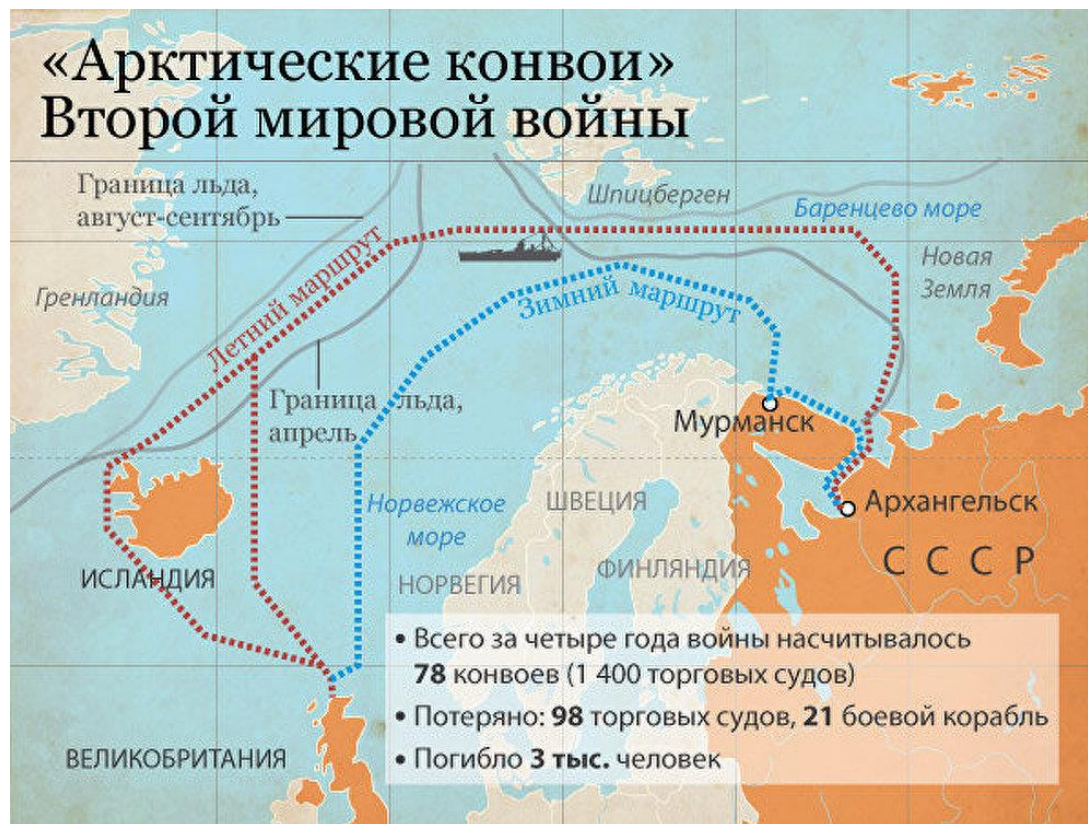 «Арктические конвои»
Второй мировой войны
Граница льда,
август-сентябрь
Шпицберген
Баренцево море
Новая
Земля
Гренландия
Летний маршрут
Зимний маршрут
Граница льда,
апрель
Мурманск
Норвежское
море
ШВЕЦИЯ
Архангельск
ИСЛАНДИЯ
НОРВЕГИЯ
ФИНЛЯНДИЯ
СССР
• Всего за четыре года войны насчитывалось
78 конвоев (1 400 торговых судов)
• Потеряно: 98 торговых судов, 21 боевой корабль
• Погибло 3 тыс. человек
ВЕЛИКОБРИТАНИЯ